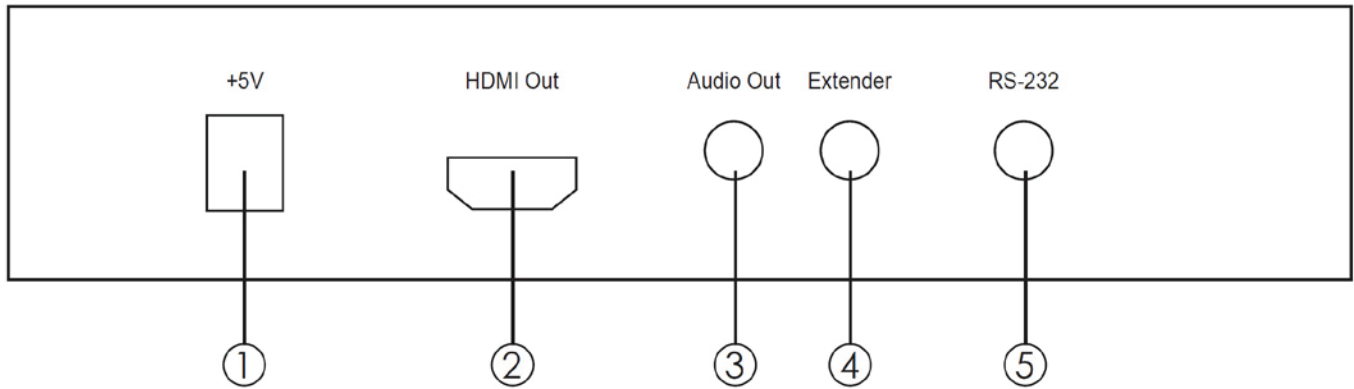 +5V HDMI Out Audio Out Extender RS-232
① ② ③ ④ ⑤